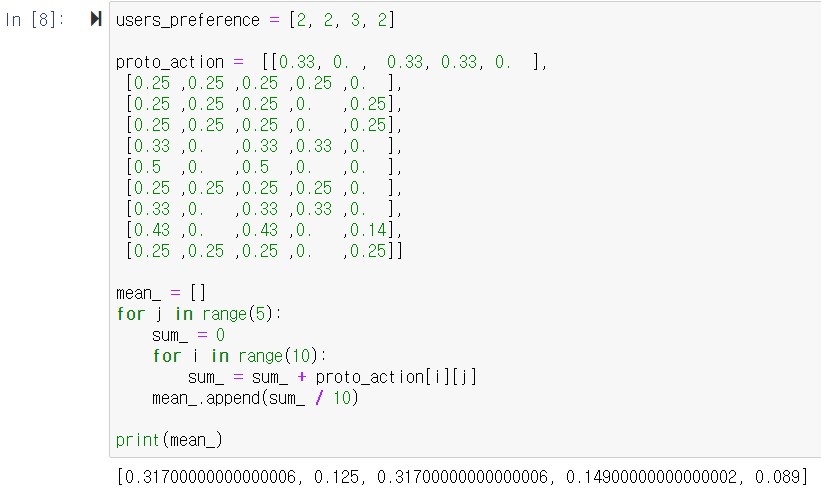 In [8]:
users_preference = [2, 2, 3, 2]
proto_action =  [[0.33, 0. ,  0.33, 0.33, 0.  ],
 [0.25 ,0.25 ,0.25 ,0.25 ,0.  ],
 [0.25 ,0.25 ,0.25 ,0.   ,0.25],
 [0.25 ,0.25 ,0.25 ,0.   ,0.25],
 [0.33 ,0.   ,0.33 ,0.33 ,0.  ],
 [0.5  ,0.   ,0.5  ,0.   ,0.  ],
 [0.25 ,0.25 ,0.25 ,0.25 ,0.  ],
 [0.33 ,0.   ,0.33 ,0.33 ,0.  ],
 [0.43 ,0.   ,0.43 ,0.   ,0.14],
 [0.25 ,0.25 ,0.25 ,0.   ,0.25]]
mean_ = []
for j in range(5):
    sum_ = 0
    for i in range(10):
        sum_ = sum_ + proto_action[i][j]
    mean_.append(sum_ / 10)
print(mean_)
[0.31700000000000006, 0.125, 0.31700000000000006, 0.14900000000000002, 0.089]